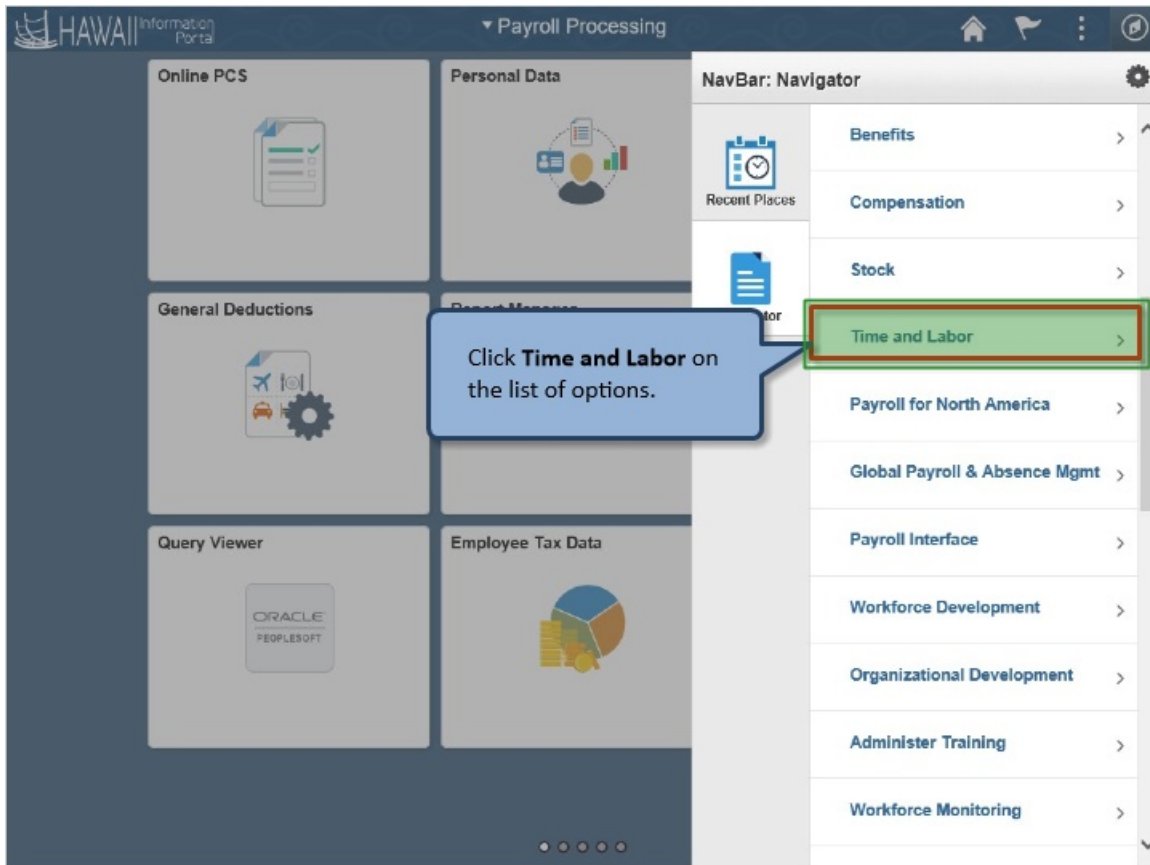 HAWAII Information
Portal
Payroll Processing
Online PCS
Personal Data
NavBar: Navigator
Benefits
Recent Places
Compensation
Stock
General Deductions
tor
Time and Labor
Click Time and Labor on
the list of options.
Payroll for North America
Global Payroll & Absence Mgmt
Query Viewer
Employee Tax Data
Payroll Interface
ORACLE
PEOPLESOFT
Workforce Development
Organizational Development
Administer Training
Workforce Monitoring